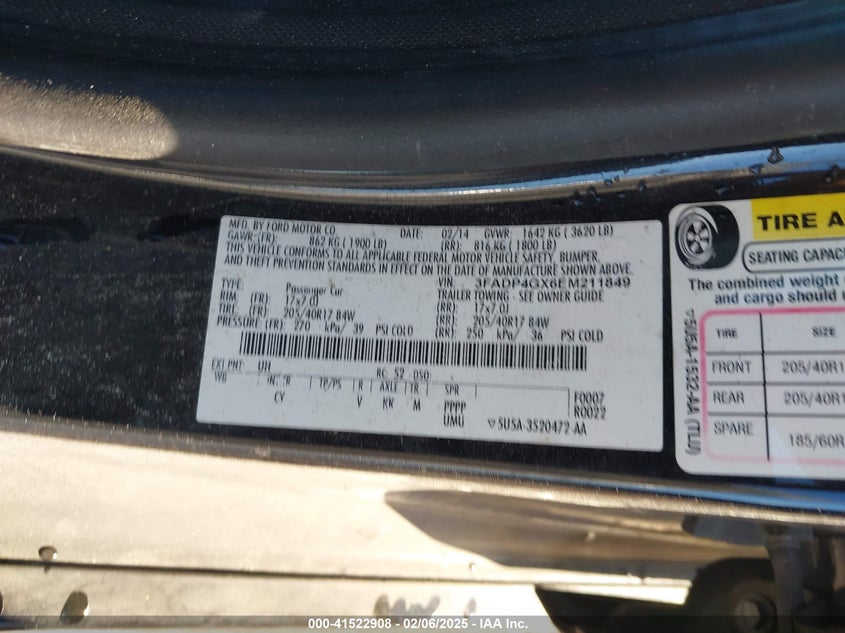 MFD. BY FORD MOTOR CO.
DATE: 02/14 GVWR: 1642 KG ( 3620 LB)
GAWR:(FR): 862 KG ( 1900 LB) (RR): 816 KG ( 1800 LB)
THIS VEHICLE CONFORMS TO ALL APPLICABLE FEDERAL MOTOR VEHICLE SAFETY, BUMPER,
AND THEFT PREVENTION STANDARDS IN EFFECT ON THE DATE OF MANUFACTURE SHOWN ABOVE.
VIN: 3FADP4GX6EM211849
TYPE: Passenger Car TRAILER TOWING - SEE OWNER GUIDE
RIM: (FR): 17x7.0J (RR): 17x7.0J
TIRE: (FR): 205/40R17 84W (RR): 205/40R17 84W
PRESSURE: (FR): 270 kPa/ 39 PSI COLD (RR): 250 kPa/ 36 PSI COLD
EXT PNT: UH RC: 52 DSO:
WB TP/PS R AXLE TR SPR F0007
CV V KK M PPPP R0022
UMU ▽5U5A-3520472-AA
TIRE A
SEATING CAPAC
The combined weight
and cargo should
▽5U5A-1532-AA (TLU)
TIRE SIZE
FRONT 205/40R1
REAR 205/40R1
SPARE 185/60R
000-41522908 - 02/06/2025 - IAA Inc.